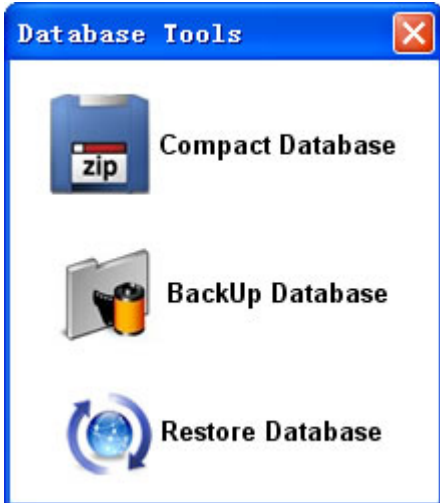 Database Tools
zip
Compact Database
BackUp Database
Restore Database